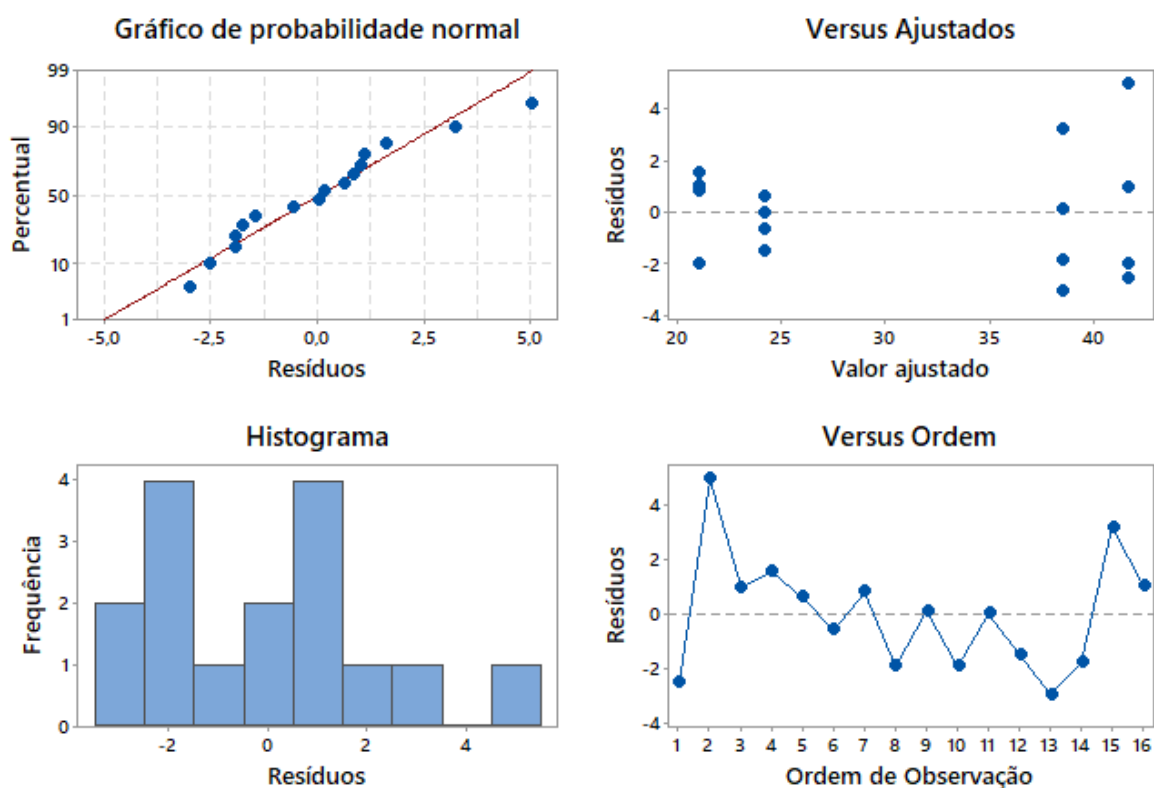 Gráfico de probabilidade normal
99
90
50
10
1
Percentual
-5,0 -2,5 0,0 2,5 5,0
Resíduos
Versus Ajustados
4
2
0
-2
-4
Resíduos
20 25 30 35 40
Valor ajustado
Histograma
4
3
2
1
0
Frequência
-2 0 2 4
Resíduos
Versus Ordem
4
2
0
-2
-4
Resíduos
1 2 3 4 5 6 7 8 9 10 11 12 13 14 15 16
Ordem de Observação